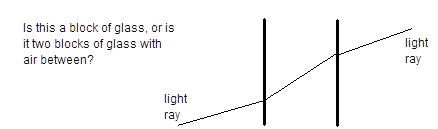 Is this a block of glass, or is
it two blocks of glass with
air between?
light
ray
light
ray